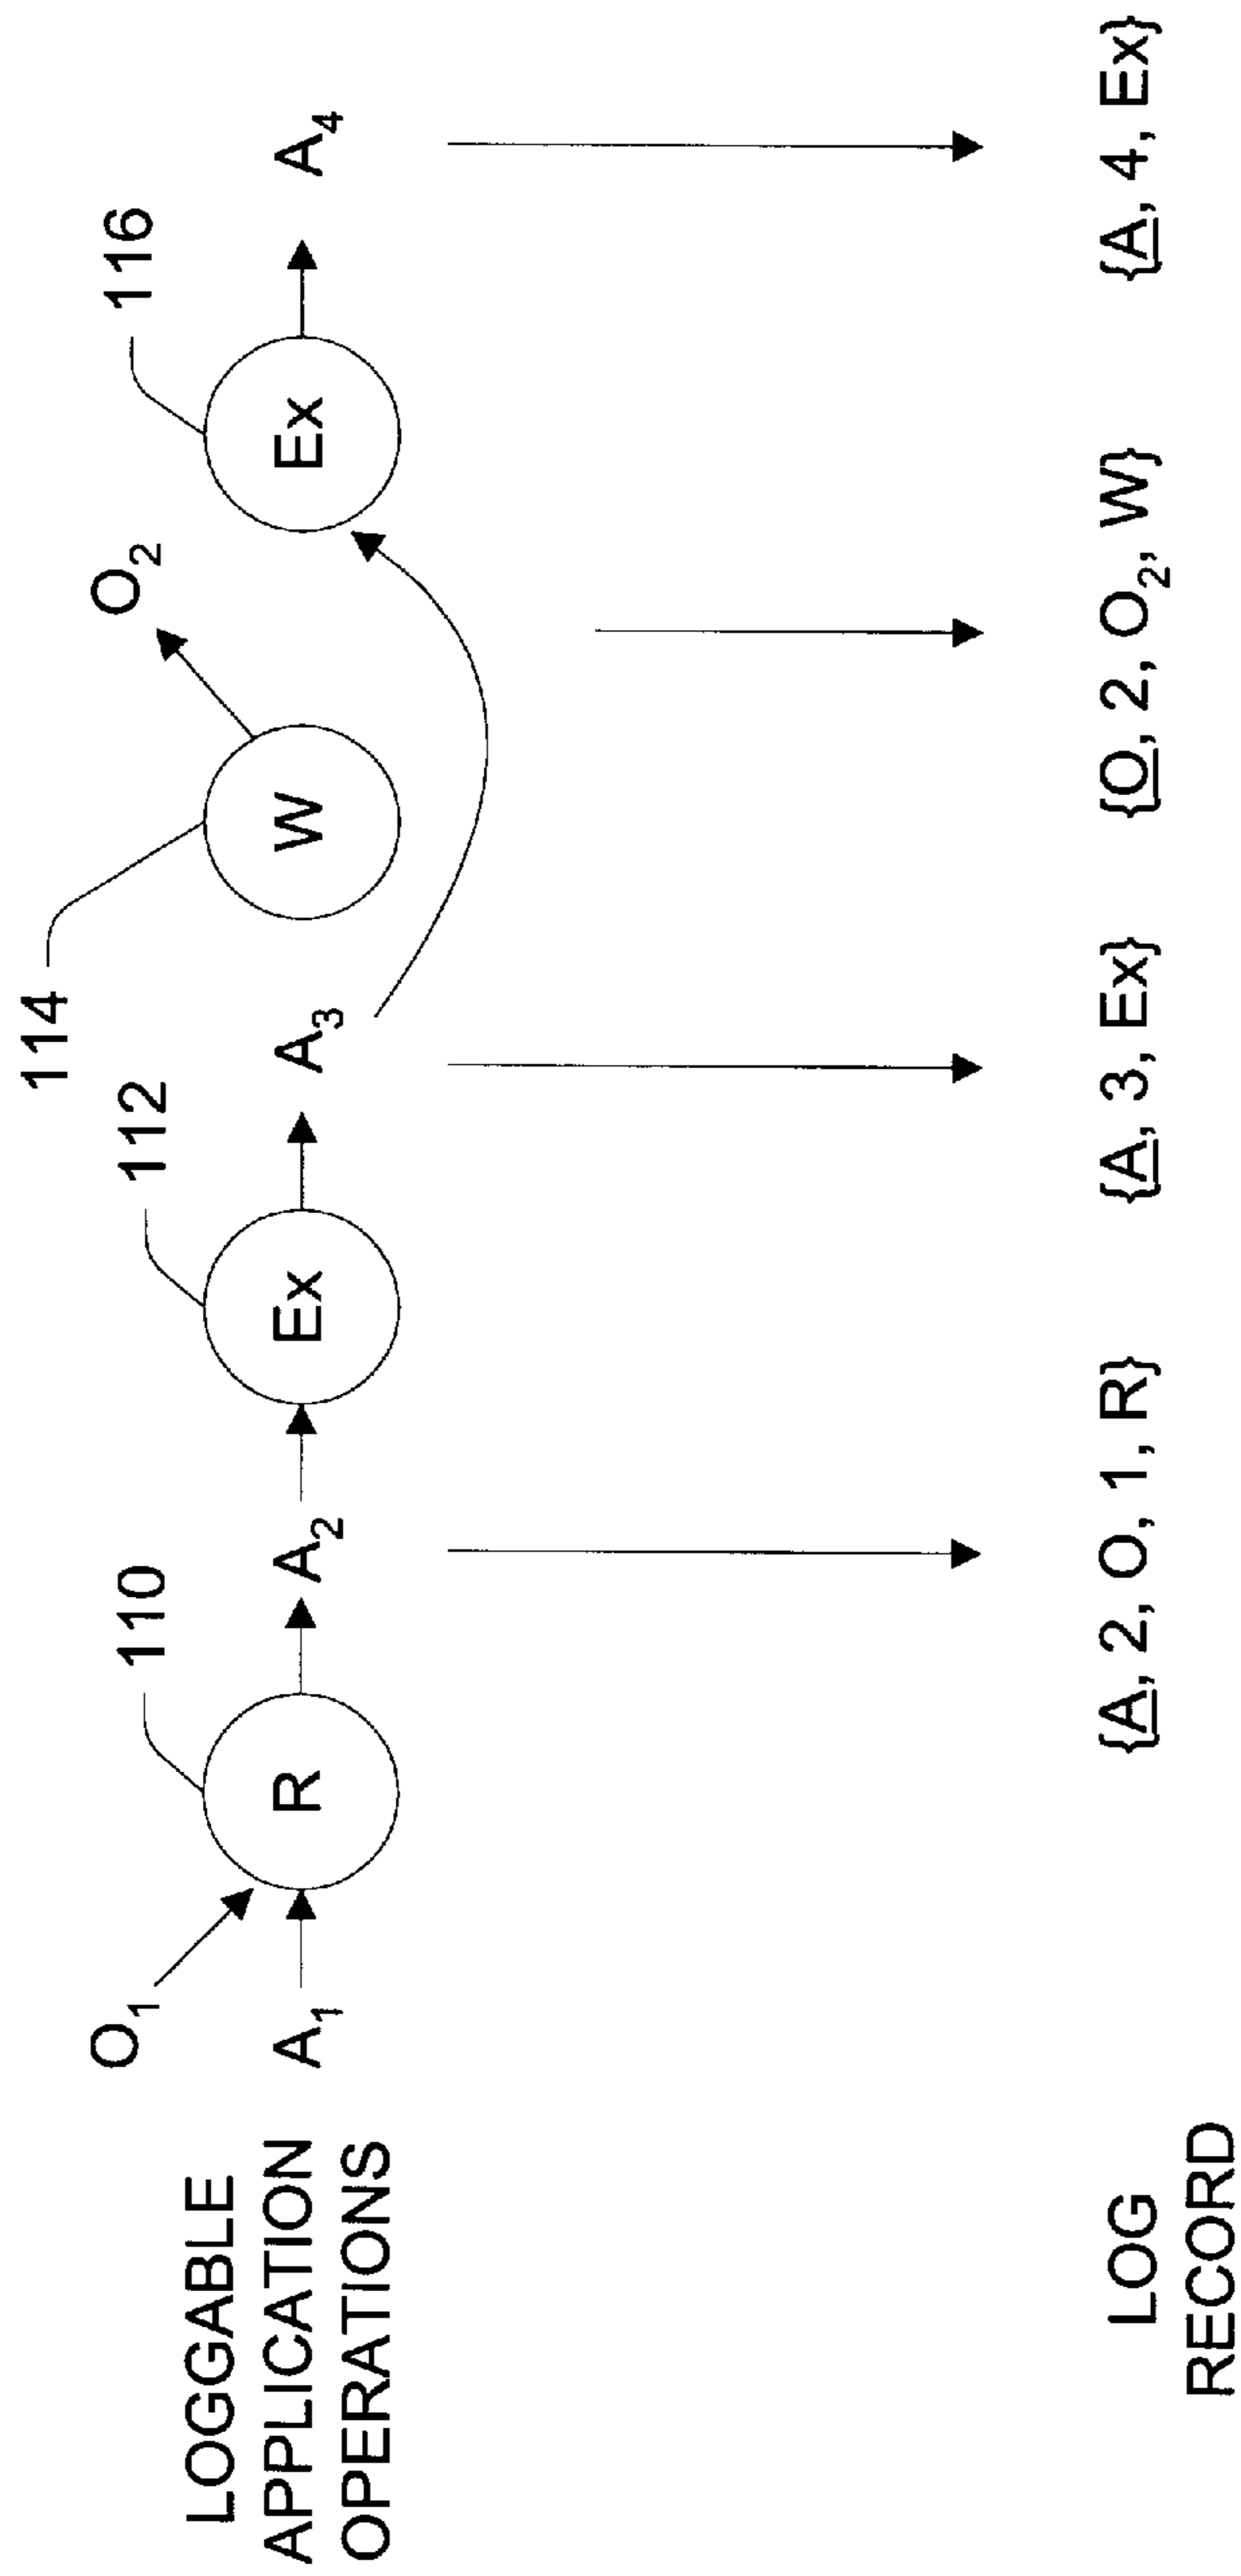 114
110 112 116
O₁ O₂
LOGGABLE
APPLICATION
OPERATIONS
A₁ R A₂ Ex A₃ W Ex A₄
LOG
RECORD
{A, 2, O, 1, R} {A, 3, Ex} {O, 2, O₂, W} {A, 4, Ex}